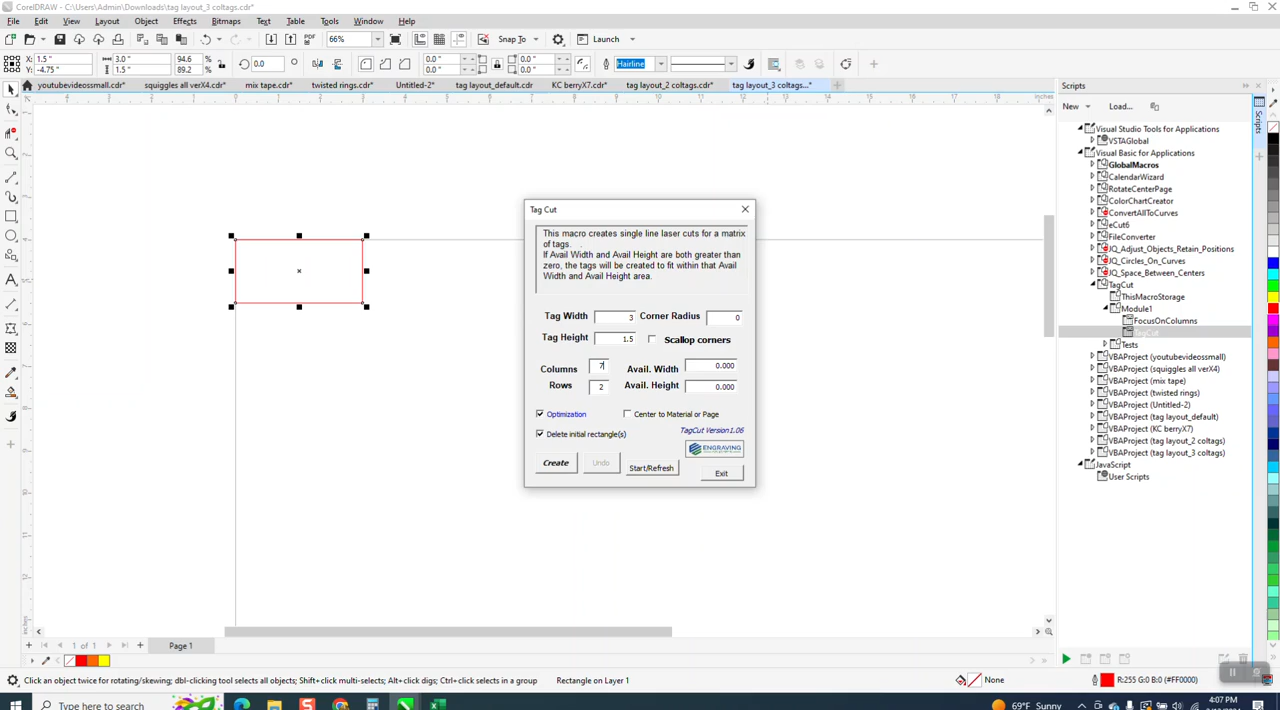 CorelDRAW - C:\Users\Admin\Downloads\tag layout_3 coltags.cdr*
File Edit View Layout Object Effects Bitmaps Text Table Tools Window Help
66% Snap To Launch
X: 1.5 " 3.0 " 94.6 % 0.0 0.0 " 0.0 " Hairline
Y: -4.75 " 1.5 " 89.2 % 0.0 " 0.0 "
youtubevideossmall.cdr* squiggles all verX4.cdr* mix tape.cdr* twisted rings.cdr* Untitled-2* tag layout_default.cdr KC berryX7.cdr* tag layout_2 coltags.cdr* tag layout_3 coltags...*
inches
Scripts
New Load...
Visual Studio Tools for Applications
VSTAGlobal
Visual Basic for Applications
GlobalMacros
CalendarWizard
RotateCenterPage
ColorChartCreator
ConvertAllToCurves
eCut6
FileConverter
JQ_Adjust_Objects_Retain_Positions
JQ_Circles_On_Curves
JQ_Space_Between_Centers
TagCut
ThisMacroStorage
Module1
FocusOnColumns
TagCut
Tests
VBAProject (youtubevideossmall)
VBAProject (squiggles all verX4)
VBAProject (mix tape)
VBAProject (twisted rings)
VBAProject (Untitled-2)
VBAProject (tag layout_default)
VBAProject (KC berryX7)
VBAProject (tag layout_2 coltags)
VBAProject (tag layout_3 coltags)
JavaScript
User Scripts
Scripts
Tag Cut
This macro creates single line laser cuts for a matrix
of tags.
If Avail Width and Avail Height are both greater than
zero, the tags will be created to fit within that Avail
Width and Avail Height area.
Tag Width 3 Corner Radius 0
Tag Height 1.5 Scallop corners
Columns 7 Avail. Width 0.000
Rows 2 Avail. Height 0.000
Optimization Center to Material or Page
Delete initial rectangle(s) TagCut Version1.06
ENGRAVING
Create Undo Start/Refresh Exit
1 of 1 Page 1
Click an object twice for rotating/skewing; dbl-clicking tool selects all objects; Shift+click multi-selects; Alt+click digs; Ctrl+click selects in a group Rectangle on Layer 1 None R:255 G:0 B:0 (#FF0000)
Type here to search 69°F Sunny 4:07 PM